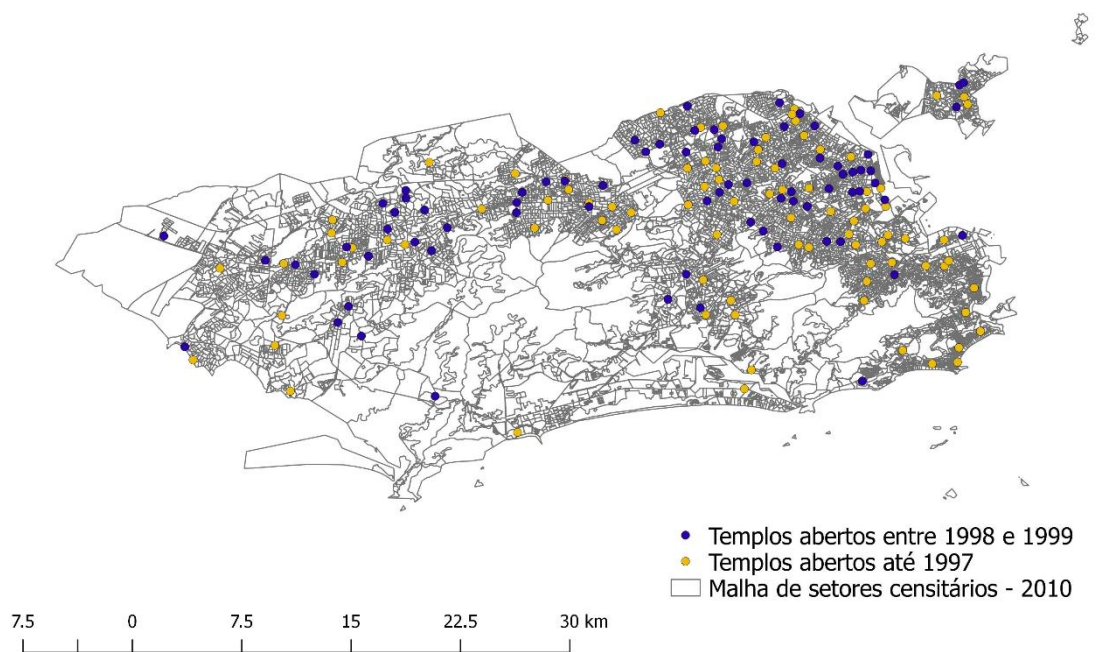 Templos abertos entre 1998 e 1999
Templos abertos até 1997
Malha de setores censitários - 2010
7.5 0 7.5 15 22.5 30 km